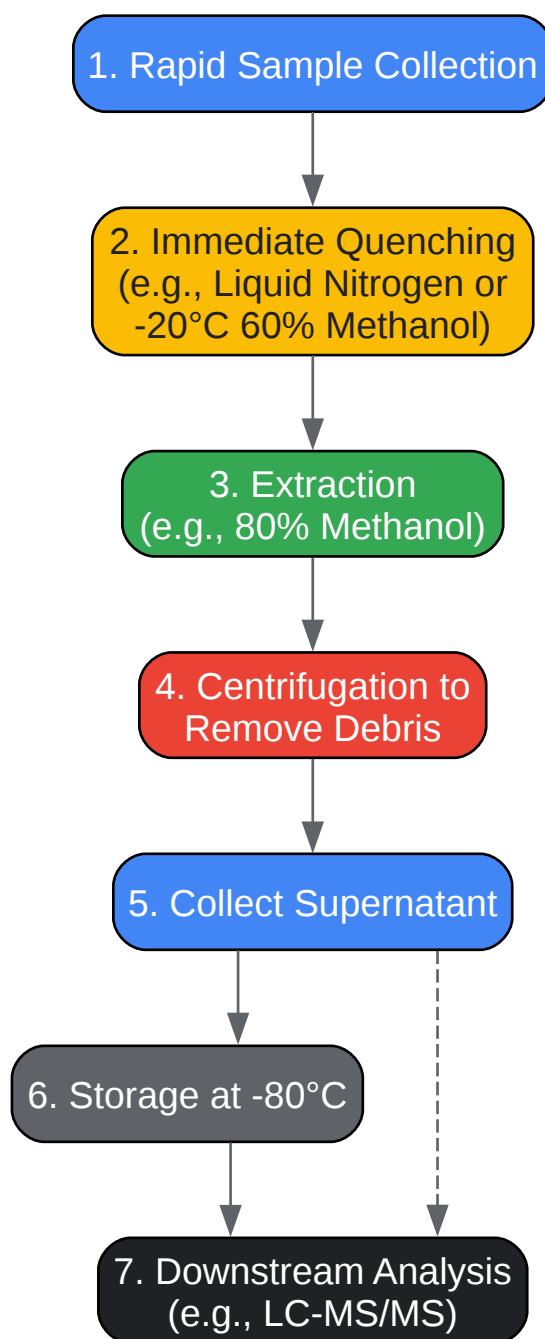 1. Rapid Sample Collection
2. Immediate Quenching
(e.g., Liquid Nitrogen or
-20°C 60% Methanol)
3. Extraction
(e.g., 80% Methanol)
4. Centrifugation to
Remove Debris
5. Collect Supernatant
6. Storage at -80°C
7. Downstream Analysis
(e.g., LC-MS/MS)